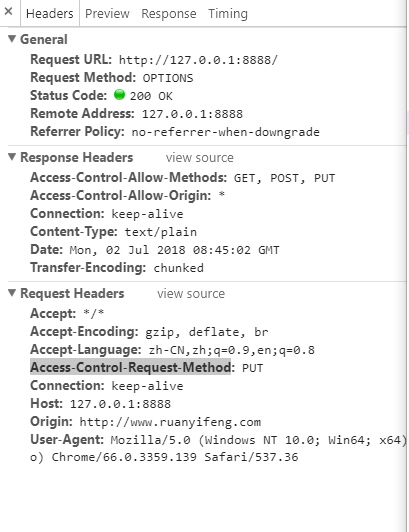 × Headers Preview Response Timing
▼ General
Request URL: http://127.0.0.1:8888/
Request Method: OPTIONS
Status Code: 200 OK
Remote Address: 127.0.0.1:8888
Referrer Policy: no-referrer-when-downgrade
▼ Response Headers view source
Access-Control-Allow-Methods: GET, POST, PUT
Access-Control-Allow-Origin: *
Connection: keep-alive
Content-Type: text/plain
Date: Mon, 02 Jul 2018 08:45:02 GMT
Transfer-Encoding: chunked
▼ Request Headers view source
Accept: */*
Accept-Encoding: gzip, deflate, br
Accept-Language: zh-CN,zh;q=0.9,en;q=0.8
Access-Control-Request-Method: PUT
Connection: keep-alive
Host: 127.0.0.1:8888
Origin: http://www.ruanyifeng.com
User-Agent: Mozilla/5.0 (Windows NT 10.0; Win64; x64)
o) Chrome/66.0.3359.139 Safari/537.36